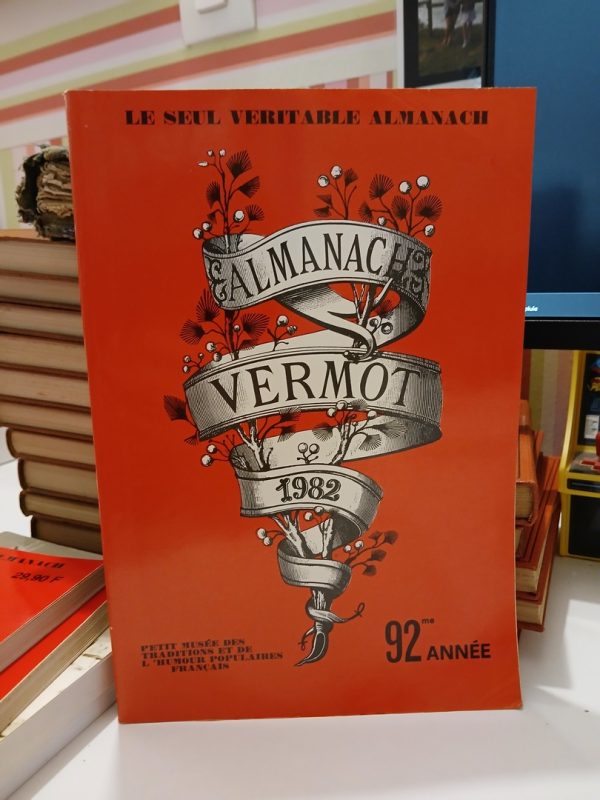 LE SEUL VERITABLE ALMANACH
ALMANACH
VERMOT
1982
PETIT MUSÉE DES
TRADITIONS ET DE
L'HUMOUR POPULAIRES
FRANÇAIS
92me ANNÉE
ALMANACH
29,90 F